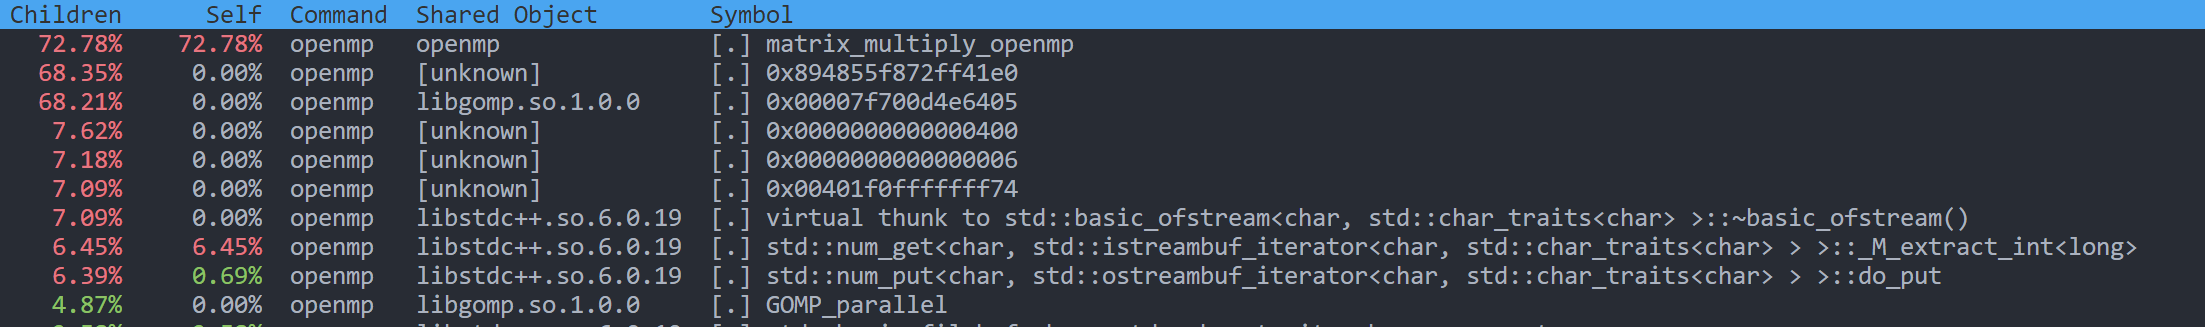 Children Self Command Shared Object Symbol
72.78% 72.78% openmp openmp [.] matrix_multiply_openmp
68.35% 0.00% openmp [unknown] [.] 0x894855f872ff41e0
68.21% 0.00% openmp libgomp.so.1.0.0 [.] 0x00007f700d4e6405
7.62% 0.00% openmp [unknown] [.] 0x0000000000000400
7.18% 0.00% openmp [unknown] [.] 0x0000000000000006
7.09% 0.00% openmp [unknown] [.] 0x00401f0fffffff74
7.09% 0.00% openmp libstdc++.so.6.0.19 [.] virtual thunk to std::basic_ofstream<char, std::char_traits<char> >::~basic_ofstream()
6.45% 6.45% openmp libstdc++.so.6.0.19 [.] std::num_get<char, std::istreambuf_iterator<char, std::char_traits<char> > >::_M_extract_int<long>
6.39% 0.69% openmp libstdc++.so.6.0.19 [.] std::num_put<char, std::ostreambuf_iterator<char, std::char_traits<char> > >::do_put
4.87% 0.00% openmp libgomp.so.1.0.0 [.] GOMP_parallel